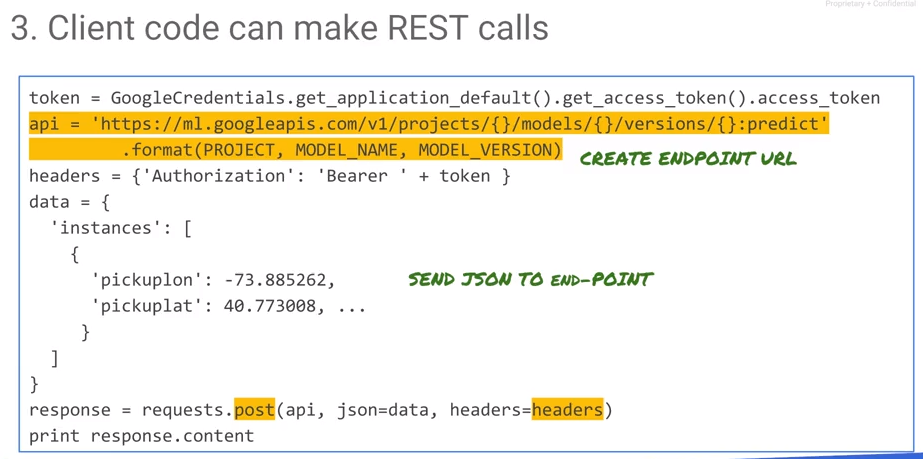 Proprietary + Confidential
3. Client code can make REST calls
token = GoogleCredentials.get_application_default().get_access_token().access_token
api = 'https://ml.googleapis.com/v1/projects/{}/models/{}/versions/{}:predict'
.format(PROJECT, MODEL_NAME, MODEL_VERSION)
CREATE ENDPOINT URL
headers = {'Authorization': 'Bearer ' + token }
data = {
'instances': [
{
'pickuplon': -73.885262,
SEND JSON TO END-POINT
'pickuplat': 40.773008, ...
}
]
}
response = requests.post(api, json=data, headers=headers)
print response.content